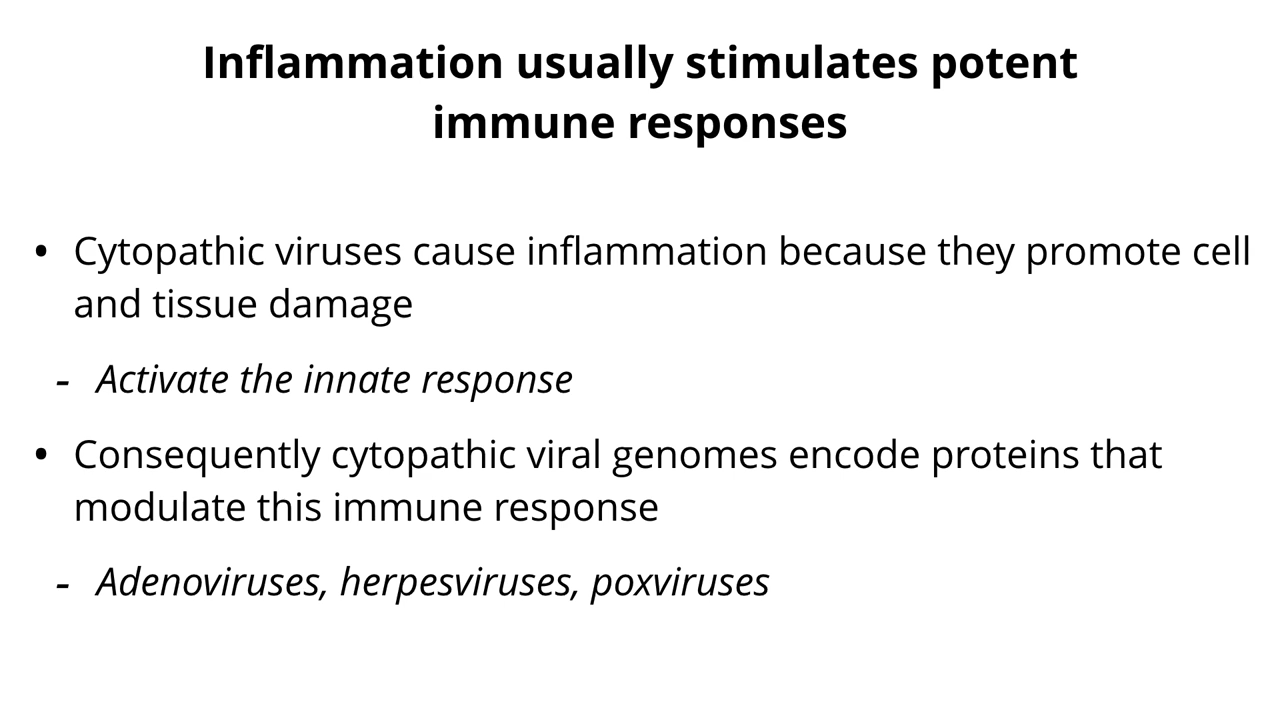 Inflammation usually stimulates potent
immune responses
• Cytopathic viruses cause inflammation because they promote cell
and tissue damage
- Activate the innate response
• Consequently cytopathic viral genomes encode proteins that
modulate this immune response
- Adenoviruses, herpesviruses, poxviruses